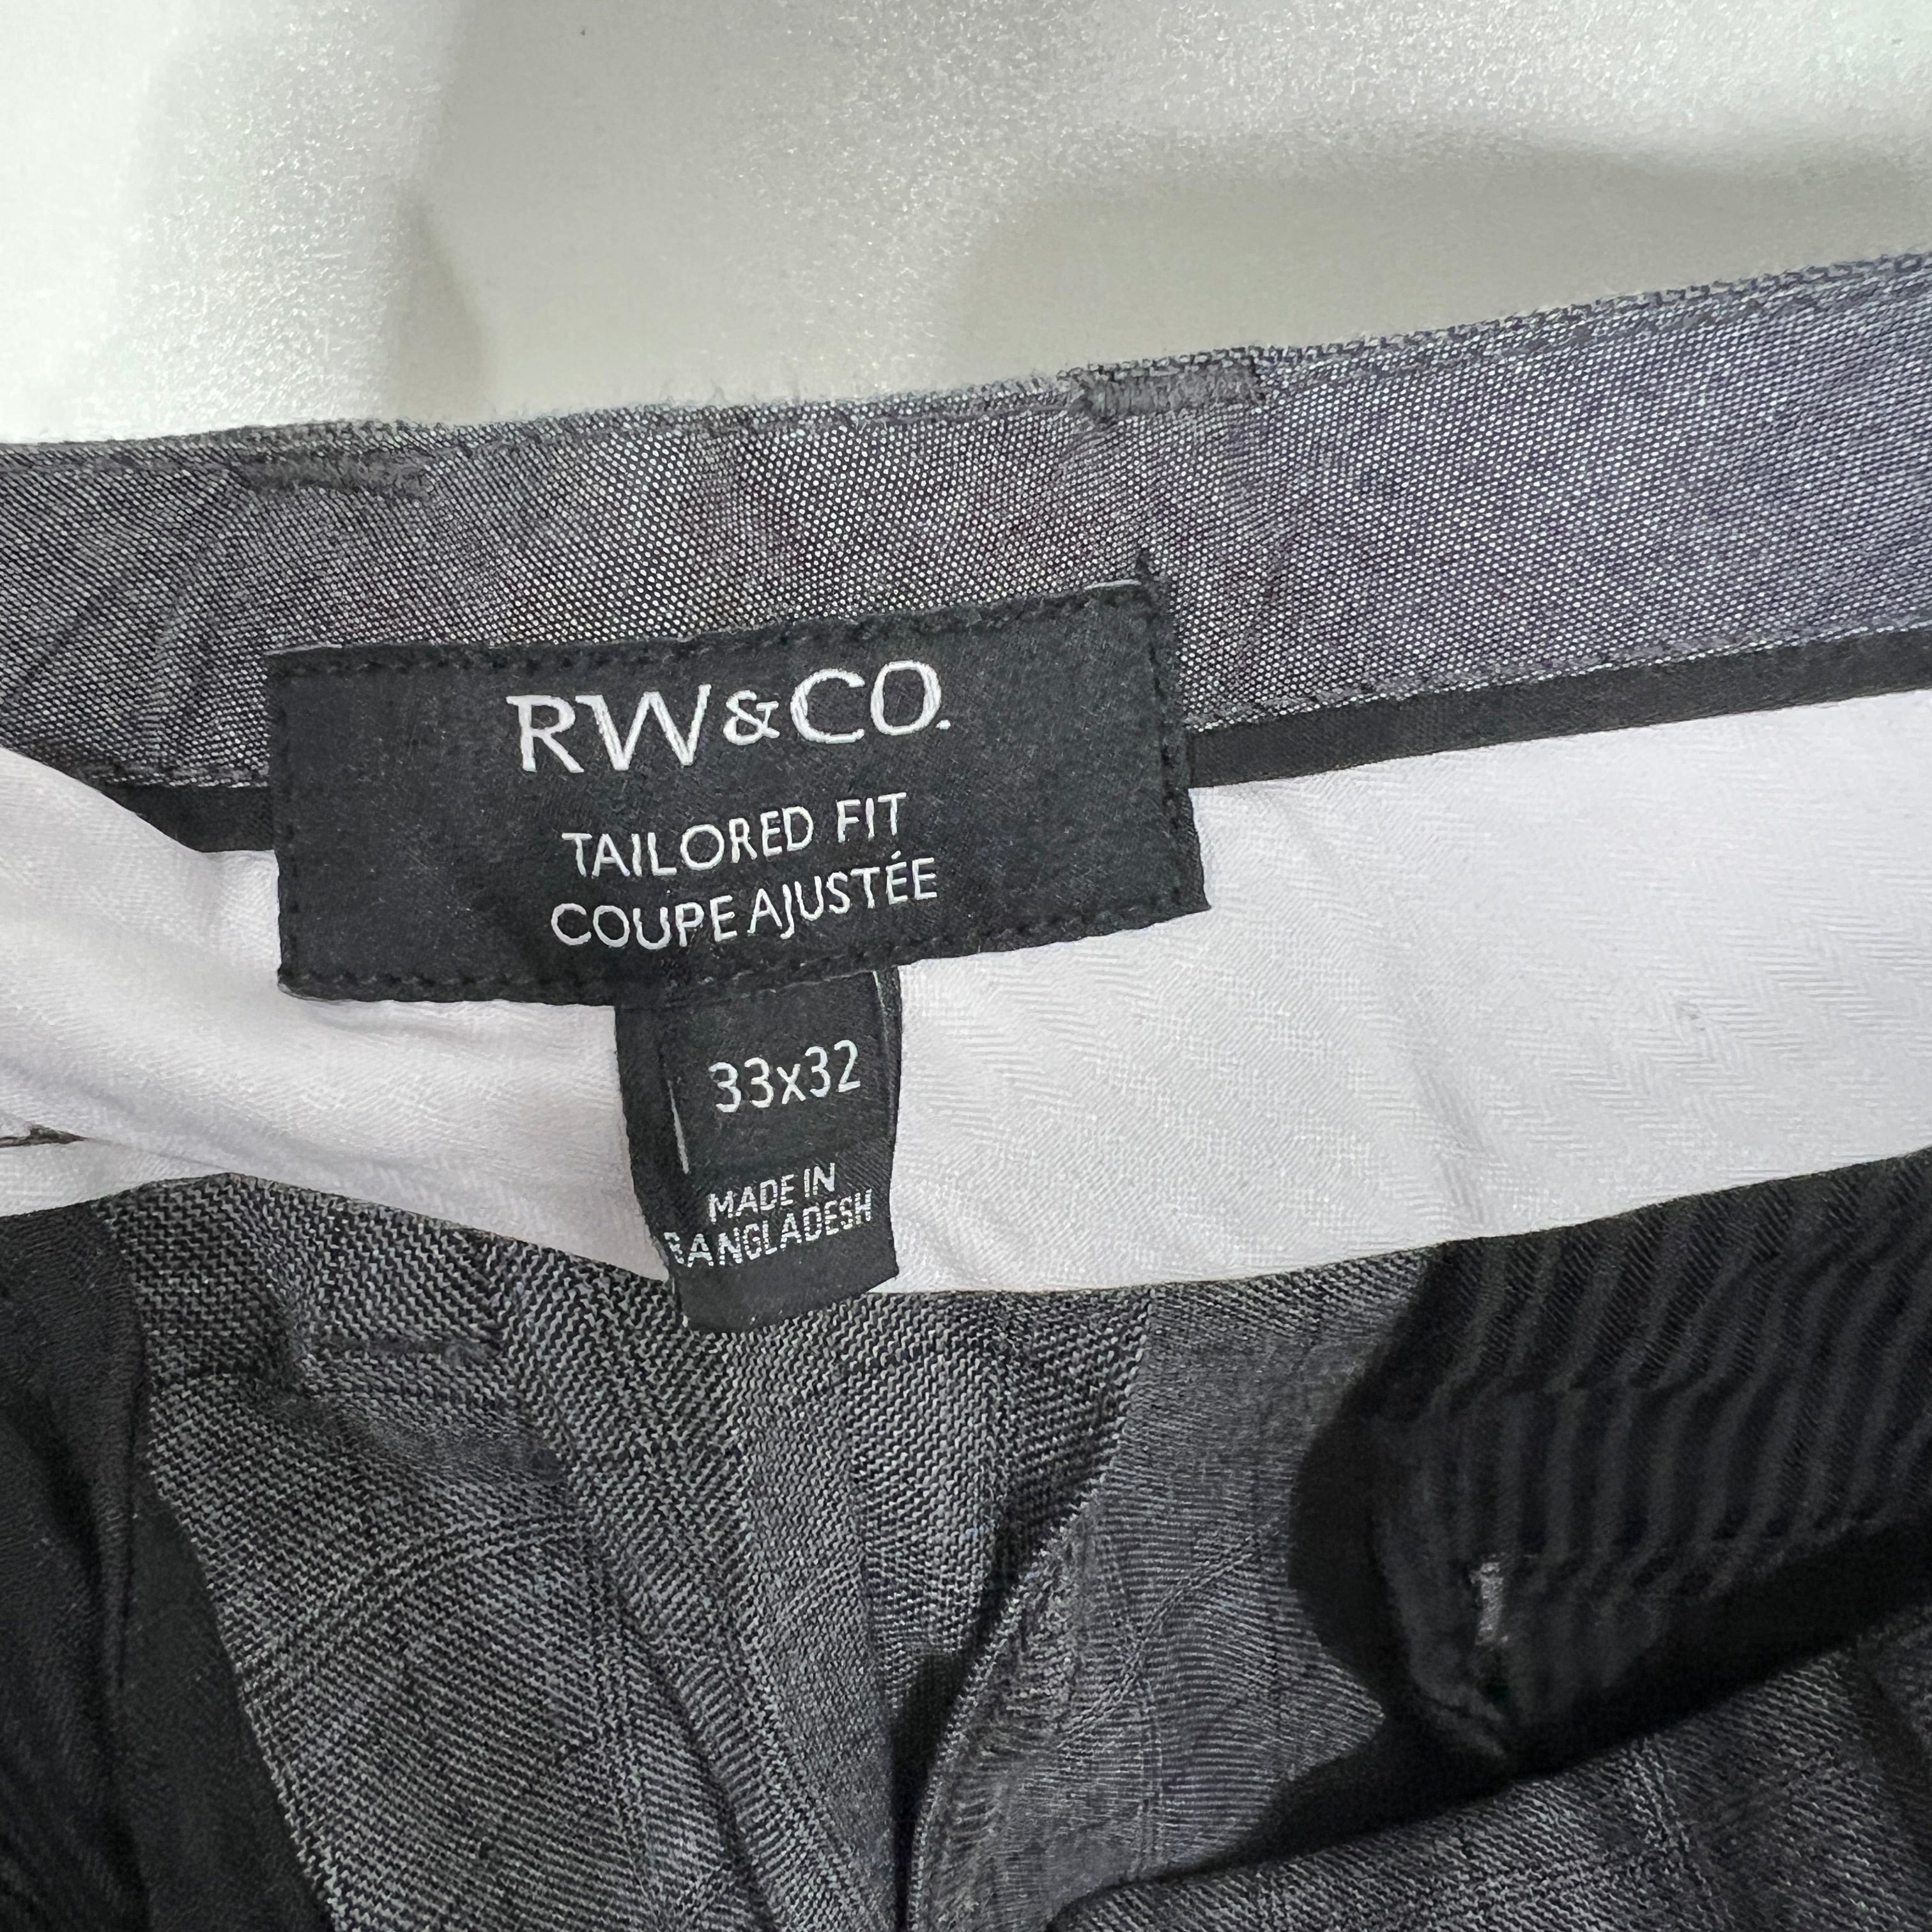 RW&CO.
TAILORED FIT
COUPE AJUSTÉE
33x32
MADE IN
BANGLADESH